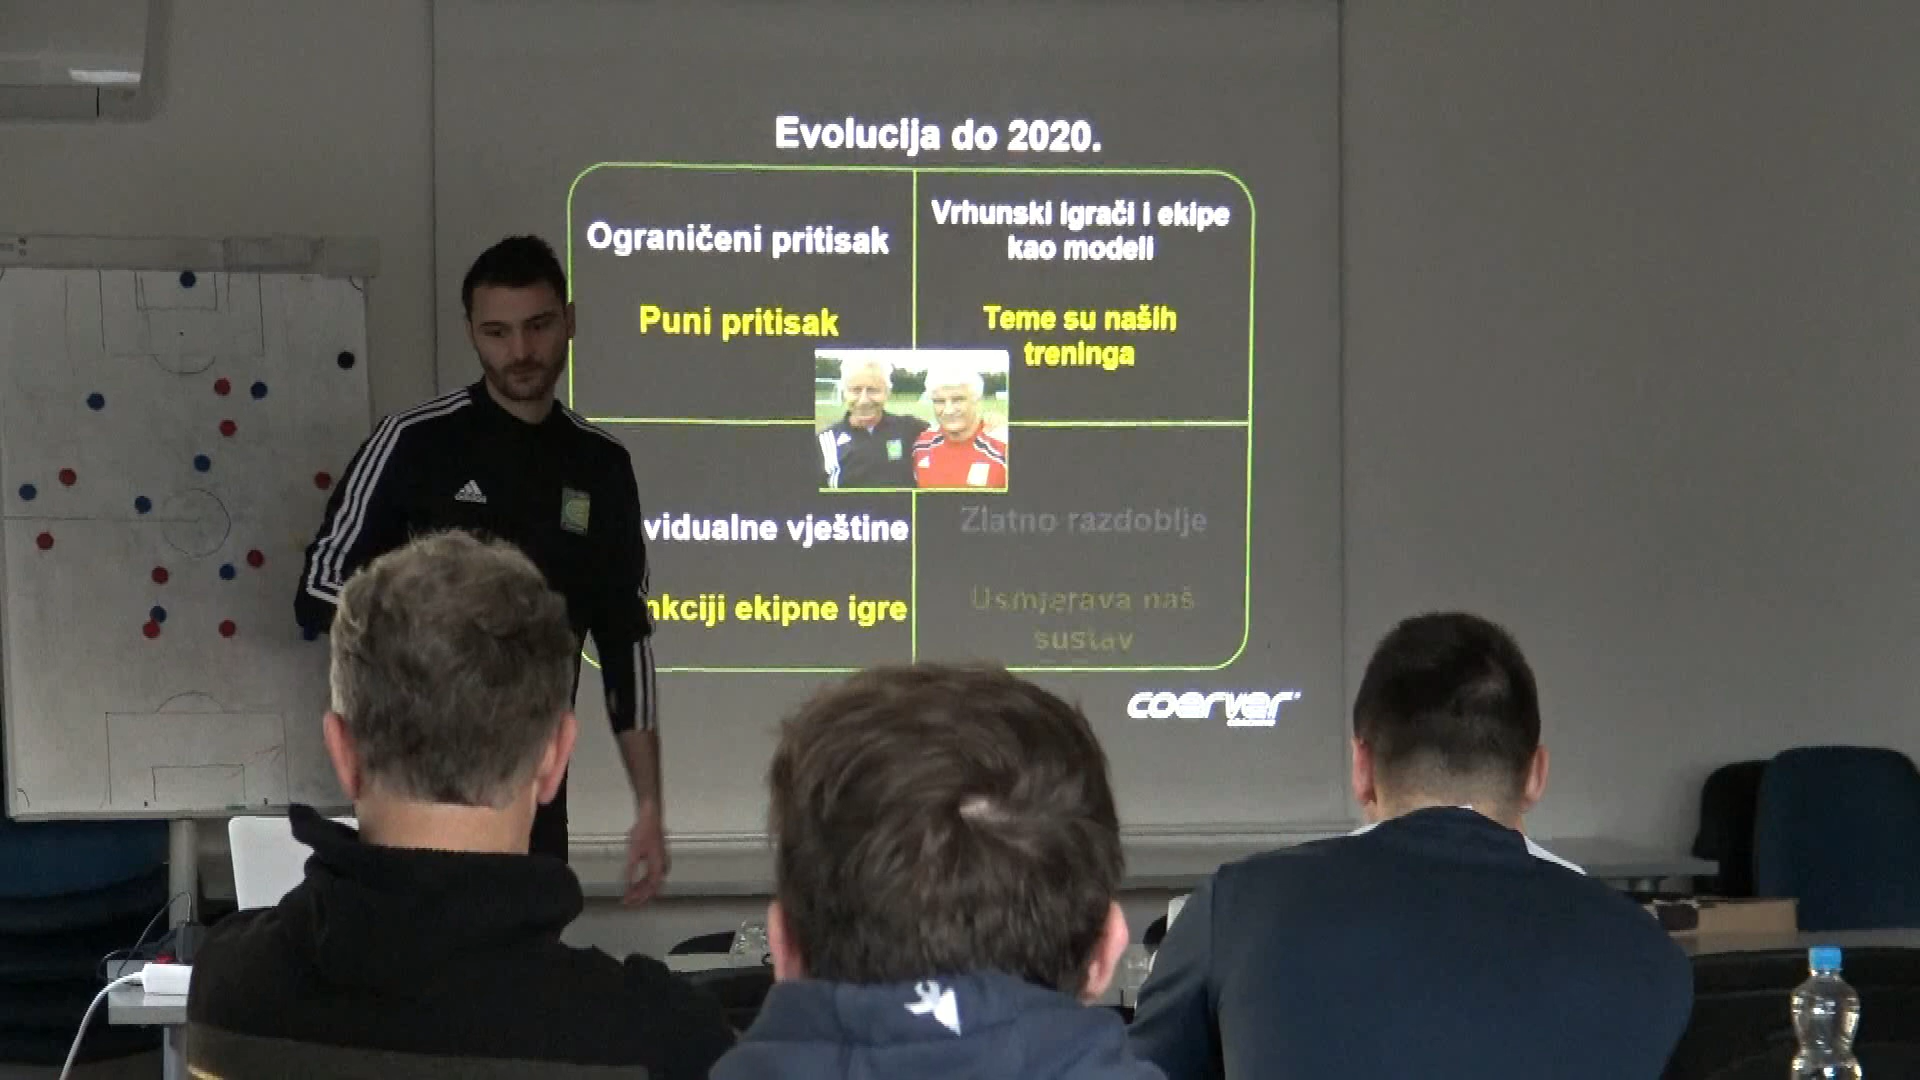 Evolucija do 2020.
Ograničeni pritisak
Puni pritisak
Vrhunski igrači i ekipe
kao modeli
Teme su naših
treninga
vidualne vještine
nkciji ekipne igre
Zlatno razdoblje
Usmjerava naš
sustav
coerver
adidas